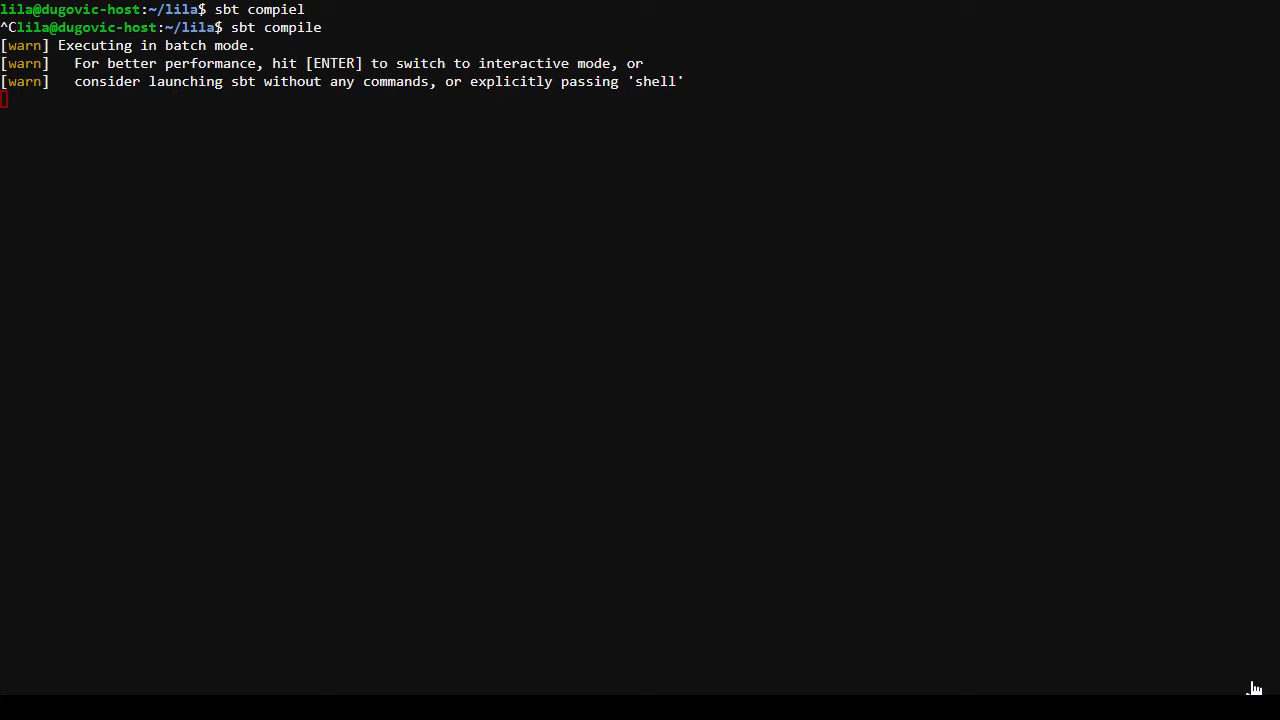 lila@dugovic-host:~/lila$ sbt compiel
^Clila@dugovic-host:~/lila$ sbt compile
[warn] Executing in batch mode.
[warn]   For better performance, hit [ENTER] to switch to interactive mode, or
[warn]   consider launching sbt without any commands, or explicitly passing 'shell'